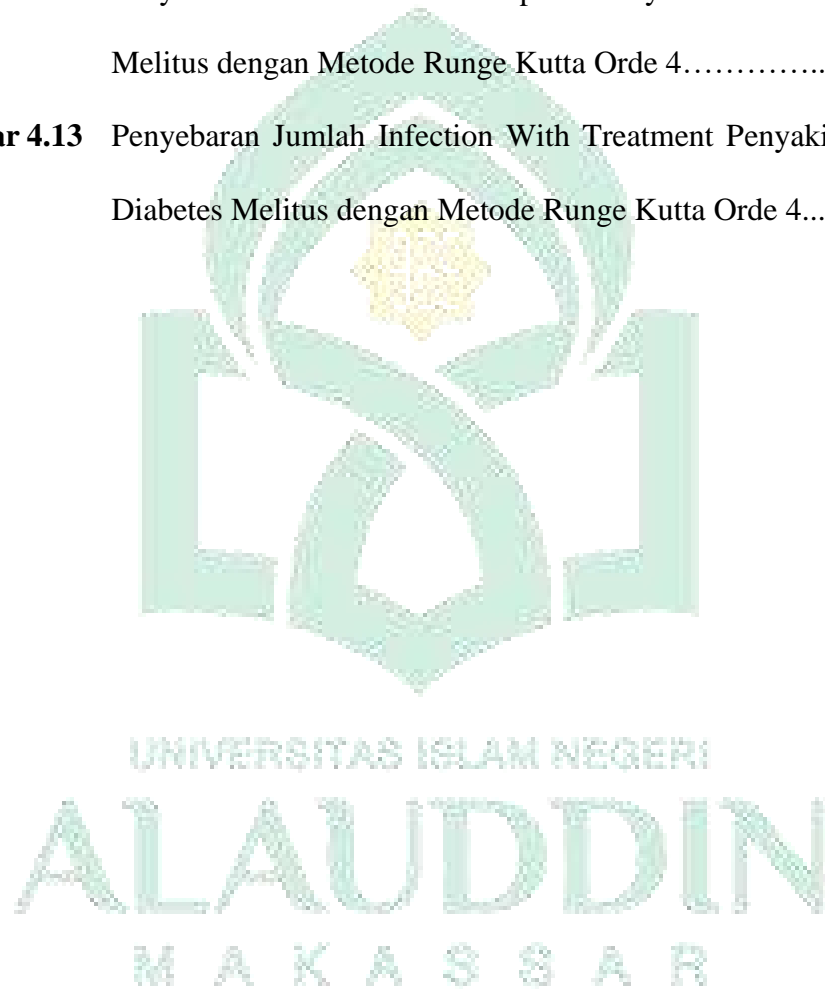 Melitus dengan Metode Runge Kutta Orde 4…………..
ar 4.13 Penyebaran Jumlah Infection With Treatment Penyaki
Diabetes Melitus dengan Metode Runge Kutta Orde 4...
UNIVERSITAS ISLAM NEGERI
ALAUDDIN
MAKASSAR